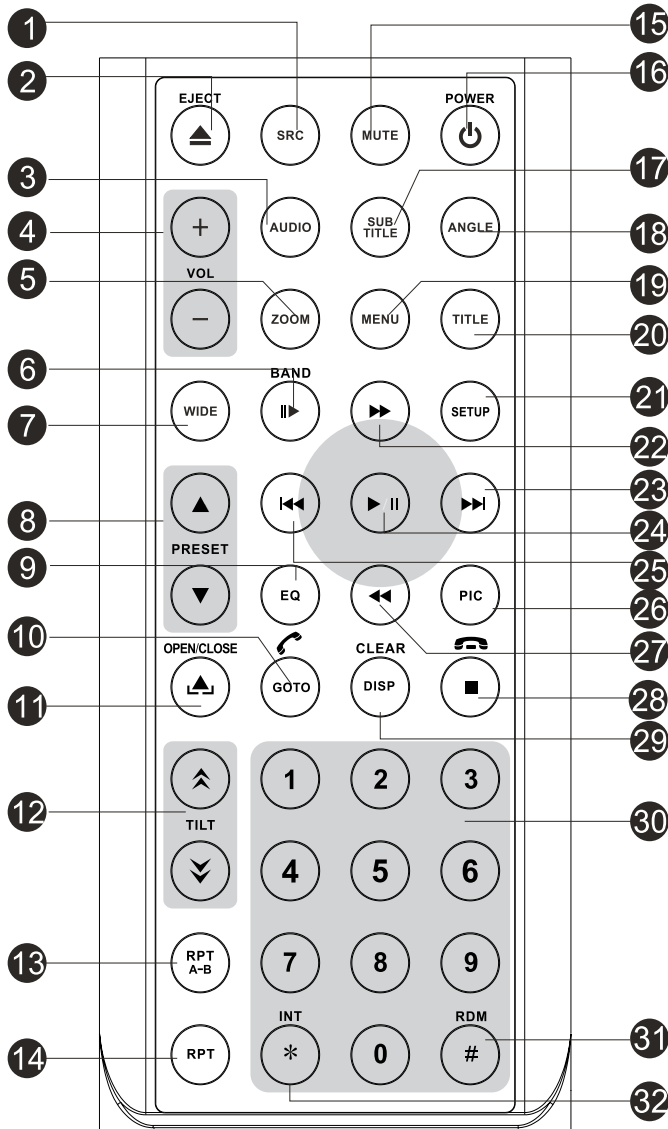 1 15
2 EJECT POWER 16
SRC MUTE
3 17
4 + AUDIO SUB TITLE ANGLE 18
VOL
5 − ZOOM MENU TITLE 19
20
6 BAND
7 WIDE SETUP 21
22
8 23
24
PRESET
9 EQ PIC 25
26
10 OPEN/CLOSE CLEAR 27
11 GOTO DISP 28
29
12 1 2 3 30
TILT
4 5 6
13 RPT A-B 7 8 9
INT RDM 31
14 RPT * 0 #
32